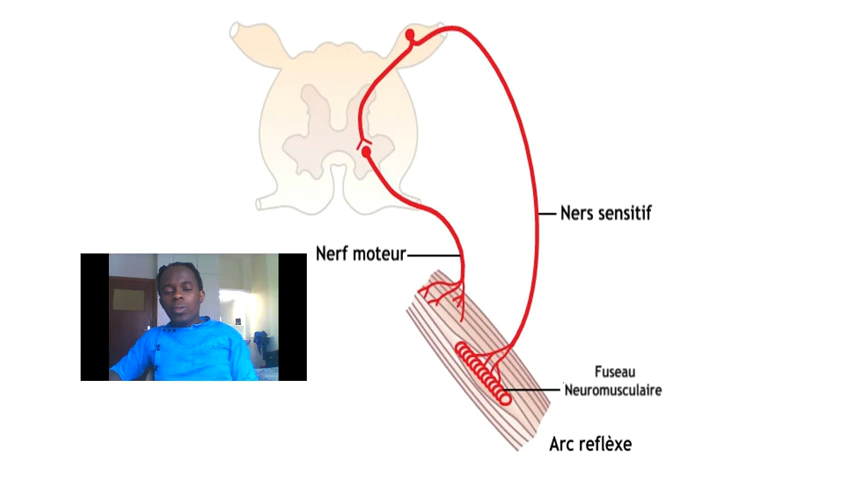 Ners sensitif
Nerf moteur
Fuseau
Neuromusculaire
Arc reflèxe